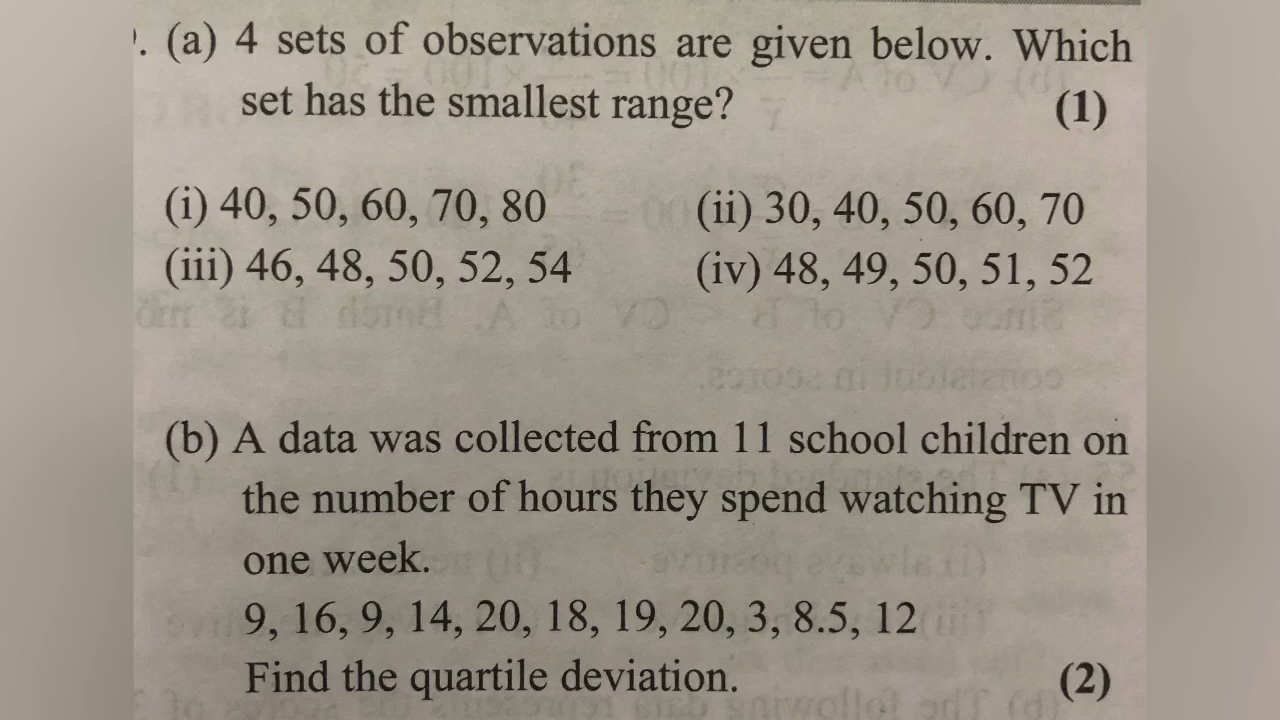 . (a) 4 sets of observations are given below. Which
set has the smallest range? (1)
(i) 40, 50, 60, 70, 80 (ii) 30, 40, 50, 60, 70
(iii) 46, 48, 50, 52, 54 (iv) 48, 49, 50, 51, 52
(b) A data was collected from 11 school children on
the number of hours they spend watching TV in
one week.
9, 16, 9, 14, 20, 18, 19, 20, 3, 8.5, 12
Find the quartile deviation. (2)